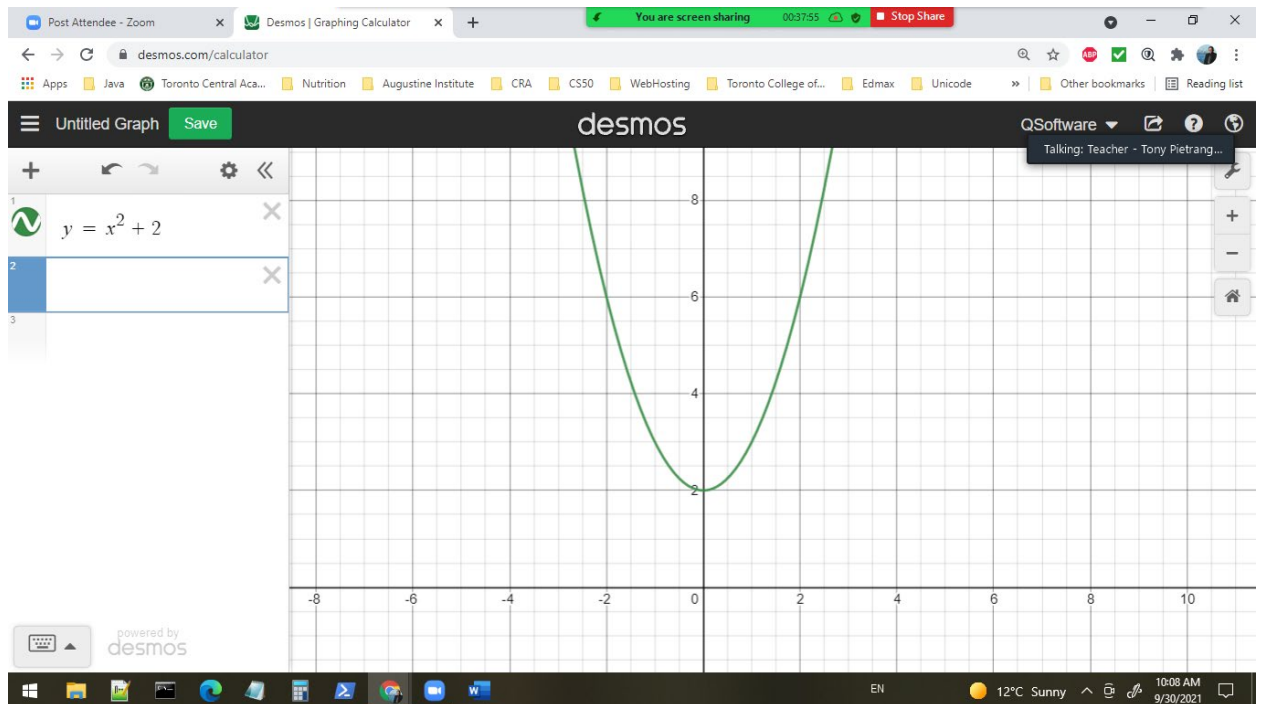 Post Attendee - Zoom
Desmos | Graphing Calculator
You are screen sharing 00:37:55 Stop Share
desmos.com/calculator
ABP
Apps Java Toronto Central Aca... Nutrition Augustine Institute CRA CS50 WebHosting Toronto College of... Edmax Unicode » Other bookmarks Reading list
Untitled Graph Save desmos QSoftware
Talking: Teacher - Tony Pietrang...
1
y = x² + 2
2
3
8
6
4
2
-8 -6 -4 -2 0 2 4 6 8 10
powered by
desmos
EN 12°C Sunny 10:08 AM
9/30/2021